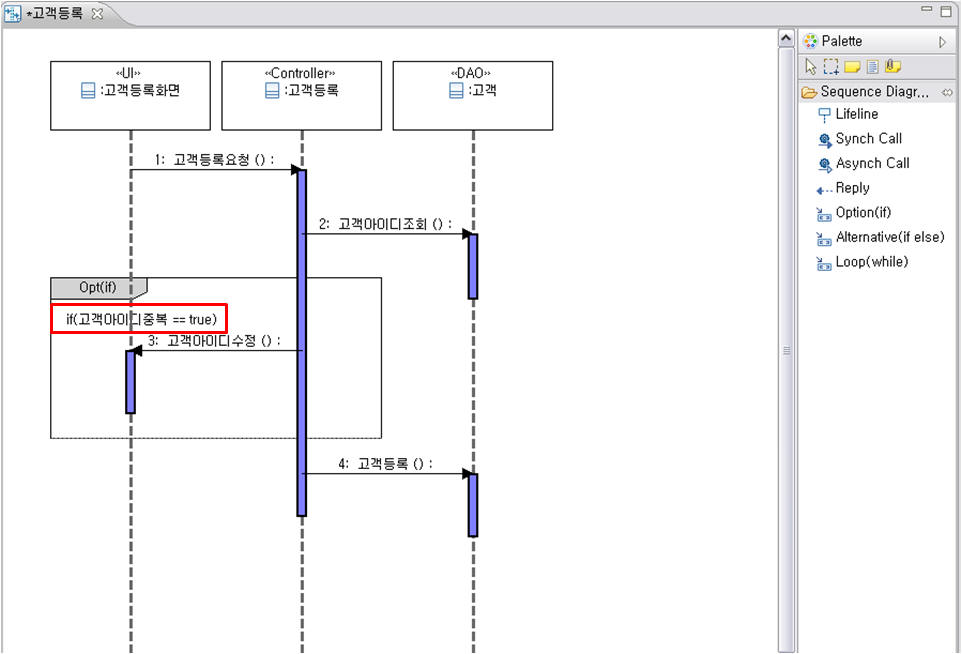 *고객등록
«UI»
:고객등록화면
«Controller»
:고객등록
«DAO»
:고객
1: 고객등록요청 () :
2: 고객아이디조회 () :
Opt(if)
if(고객아이디중복 == true)
3: 고객아이디수정 () :
4: 고객등록 () :
Palette
Sequence Diagr...
Lifeline
Synch Call
Asynch Call
Reply
Option(if)
Alternative(if else)
Loop(while)